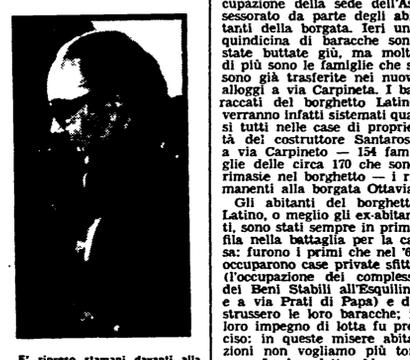 cupazione della sede dell'As
sessorato da parte degli abi
tanti della borgata. Ieri un
quindicina di baracche son
state buttate giù, ma molt
di più sono le famiglie che s
sono già trasferite nei nuov
alloggi a via Carpineta. I ba
raccati del borghetto Latin
verranno infatti sistemati qua
si tutti nelle case di proprie
tà del costruttore Santaros
a via Carpineto — 154 fam
glie delle circa 170 che son
rimasie nel borghetto — i r
manenti alla borgata Ottavia
Gli abitanti del borghett
Latino, o meglio gli ex-abitan
ti, sono stati sempre in prim
fila nella battaglia per la ca
sa: furono i primi che nel '6
occuparono case private sfitt
(l'occupazione dei comples
dei Beni Stabili all'Esquilin
e a via Prati di Papa) e d
strussero le loro baracche; i
loro impegno di lotta fu pre
ciso: in queste misere abita
zioni non vogliamo più to
E' ripreso stamani davanti alla